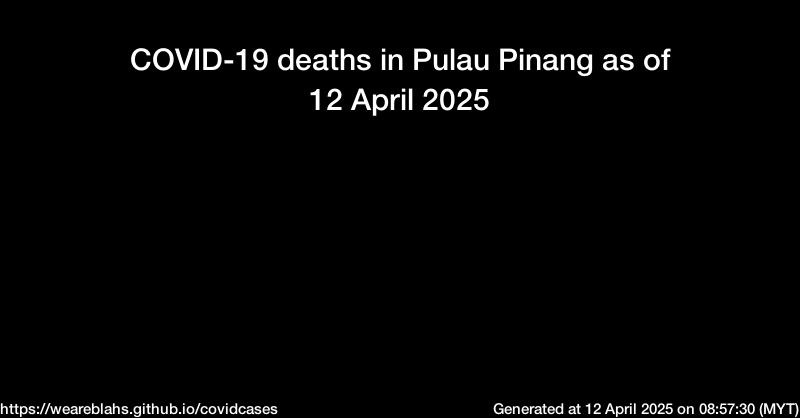 COVID-19 deaths in Pulau Pinang as of
12 April 2025
https://weareblahs.github.io/covidcases
Generated at 12 April 2025 on 08:57:30 (MYT)